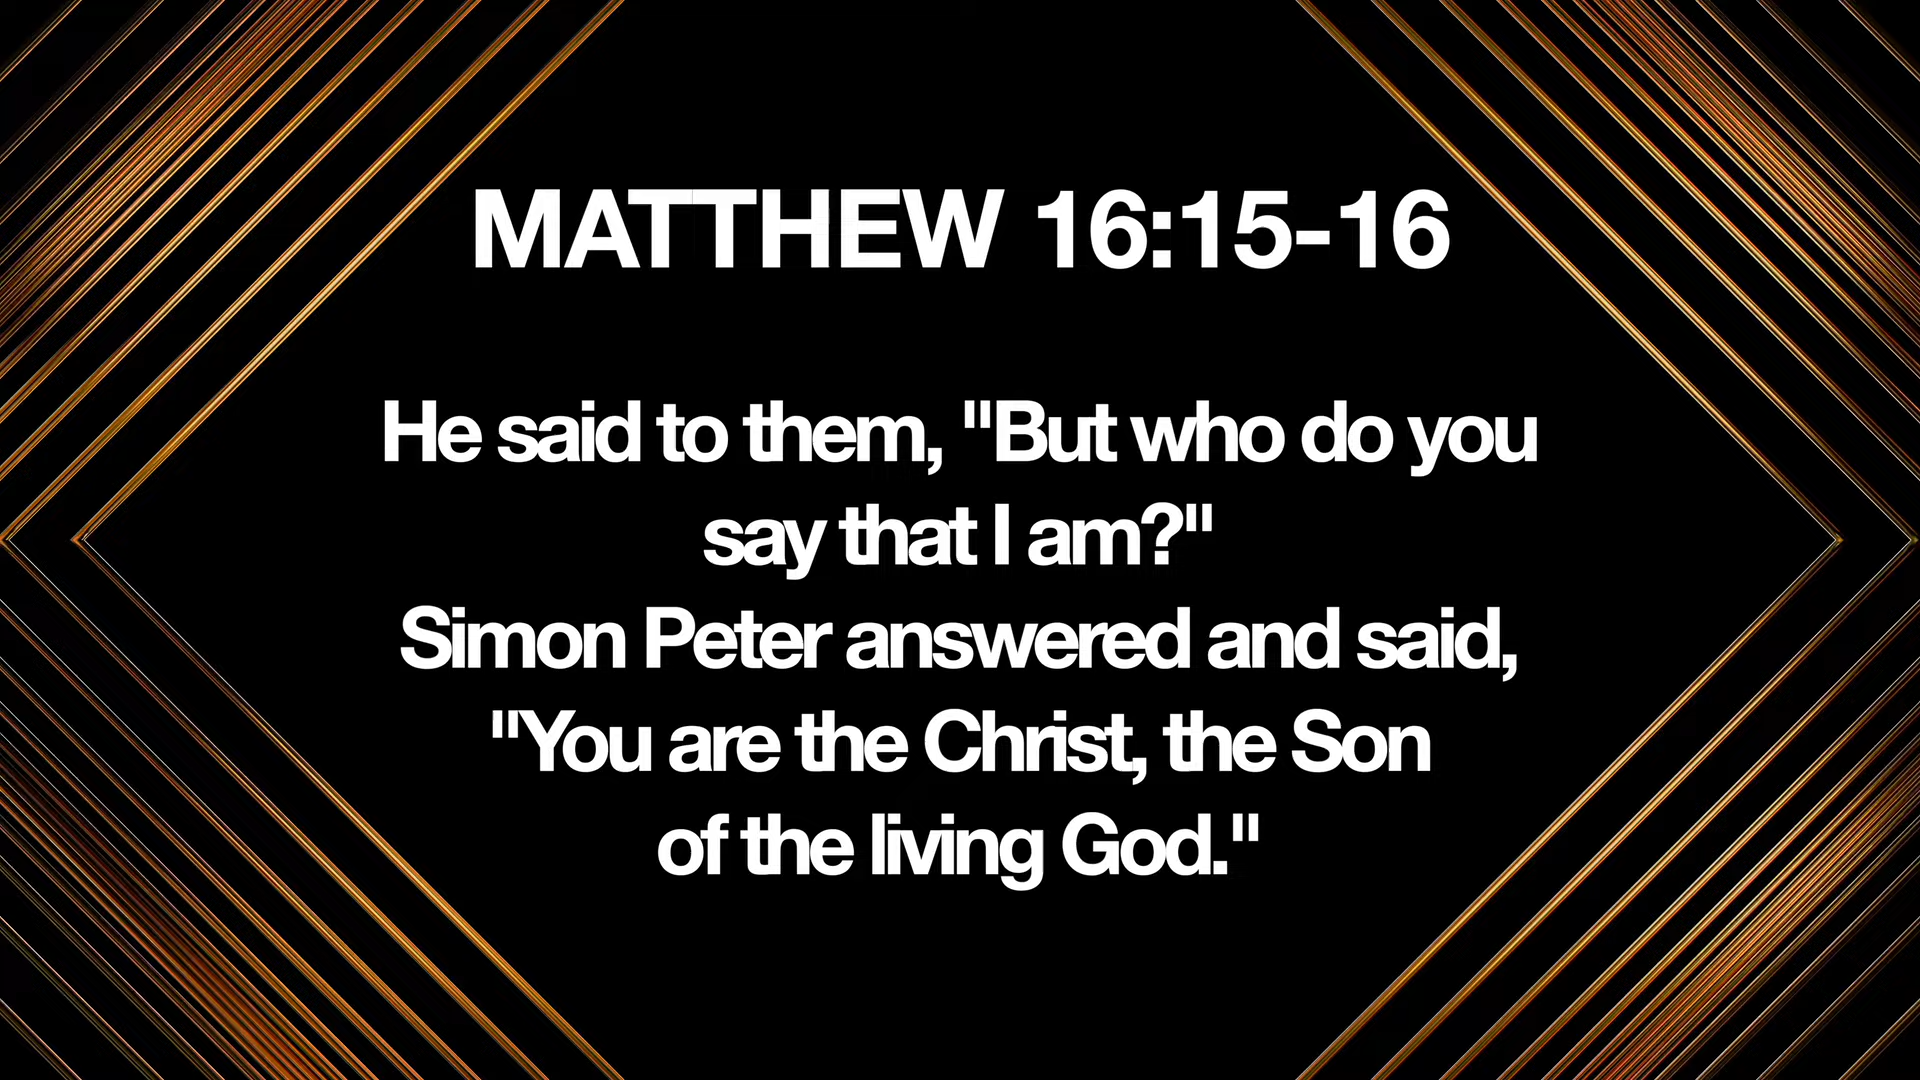 MATTHEW 16:15-16
He said to them, "But who do you
say that I am?"
Simon Peter answered and said,
"You are the Christ, the Son
of the living God."